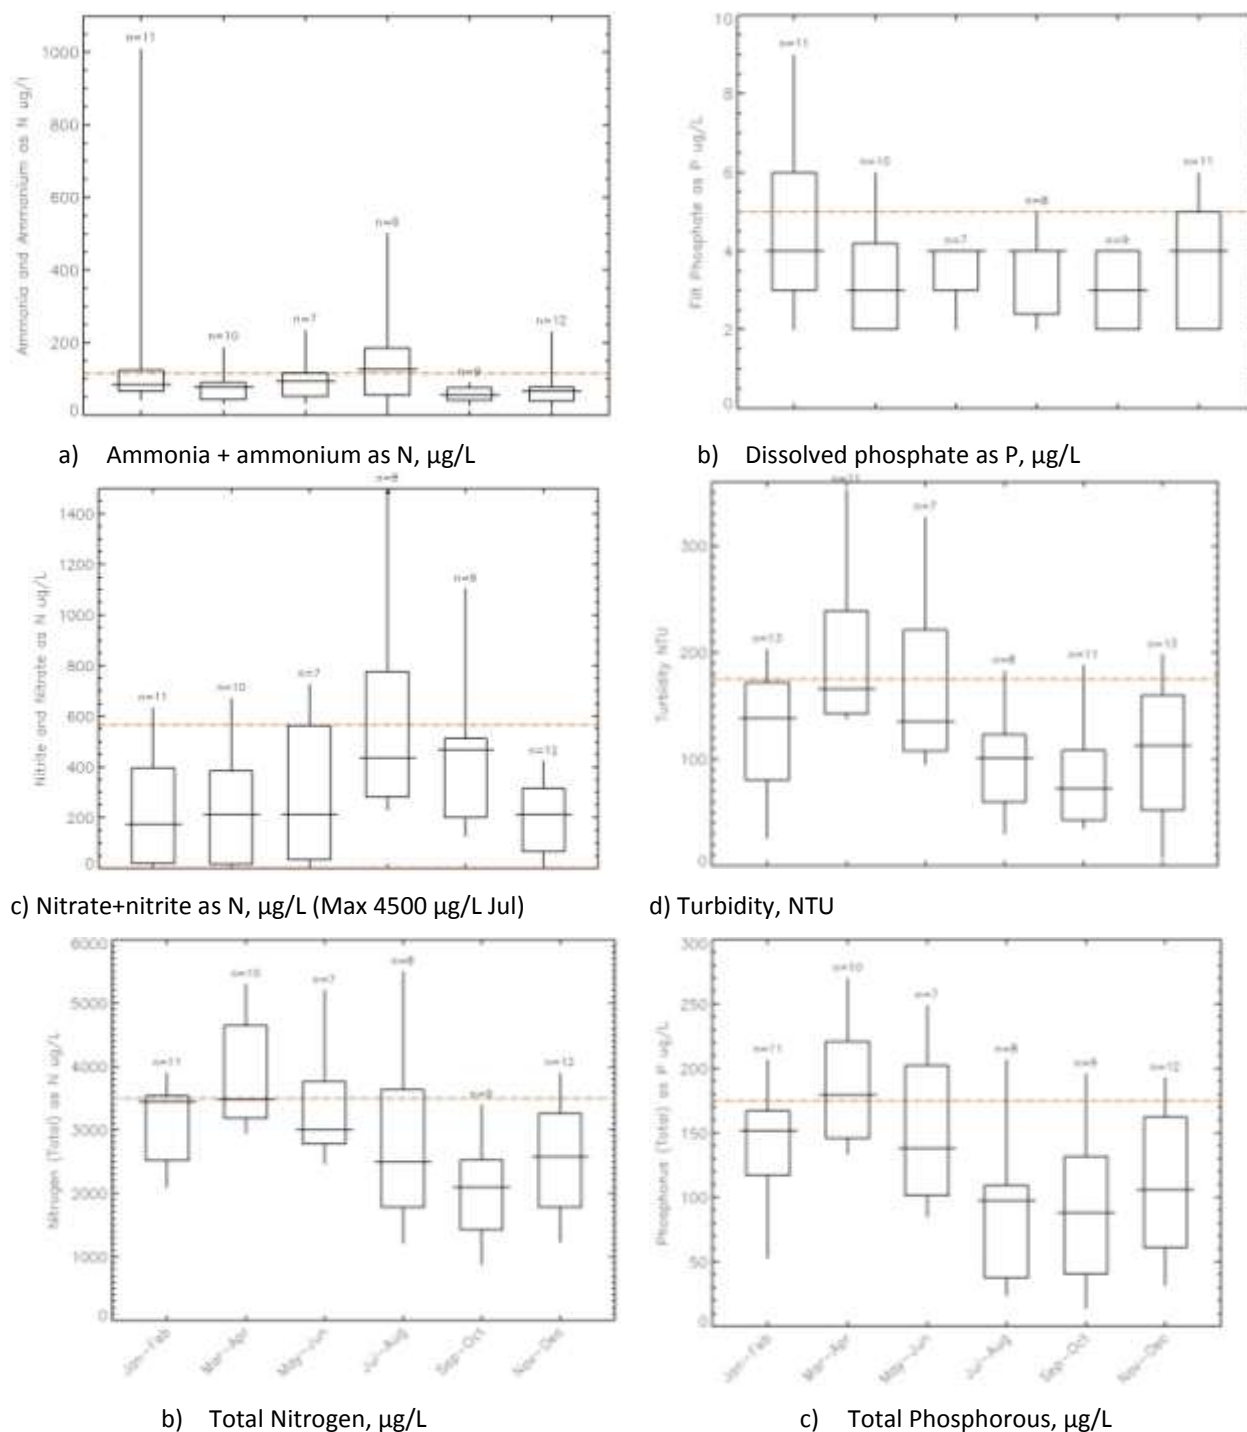 1000
800
600
400
200
0
Ammonia and Ammonium as N ug/l
n=11
n=10
n=7
n=8
n=9
n=12
a) Ammonia + ammonium as N, µg/L
10
8
6
4
2
0
Filt Phosphate as P ug/L
n=11
n=10
n=7
n=8
n=9
n=11
b) Dissolved phosphate as P, µg/L
1400
1200
1000
800
600
400
200
0
Nitrite and Nitrate as N ug/L
n=11
n=10
n=7
n=12
c) Nitrate+nitrite as N, µg/L (Max 4500 µg/L Jul)
300
200
100
0
Turbidity NTU
n=13
n=11
n=7
n=8
n=11
n=13
d) Turbidity, NTU
6000
5000
4000
3000
2000
1000
0
Nitrogen (Total) as N ug/L
n=11
n=10
n=7
n=8
n=9
n=12
Jan-Feb
Mar-Apr
May-Jun
Jul-Aug
Sep-Oct
Nov-Dec
b) Total Nitrogen, µg/L
300
250
200
150
100
50
0
Phosphorus (Total) as P ug/L
n=11
n=10
n=7
n=8
n=12
Jan-Feb
Mar-Apr
May-Jun
Jul-Aug
Sep-Oct
Nov-Dec
c) Total Phosphorous, µg/L